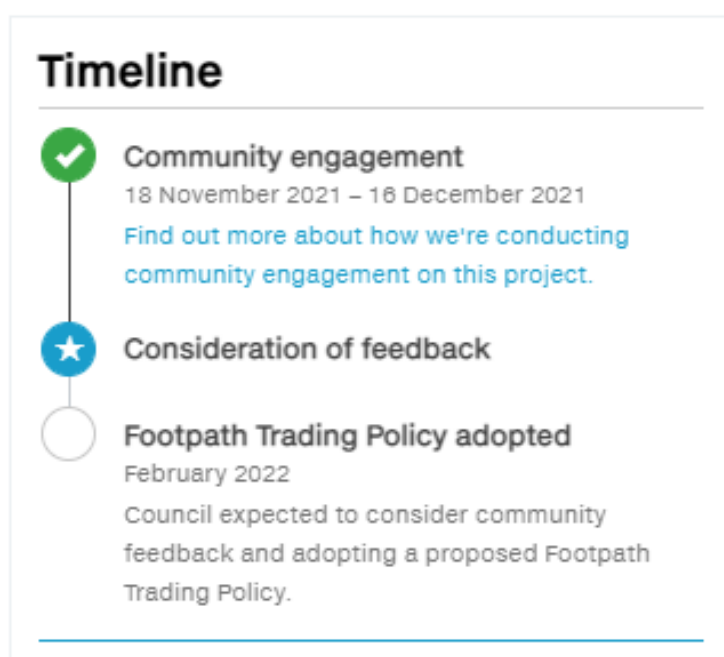 Timeline
Community engagement
18 November 2021 – 16 December 2021
Find out more about how we're conducting
community engagement on this project.
Consideration of feedback
Footpath Trading Policy adopted
February 2022
Council expected to consider community
feedback and adopting a proposed Footpath
Trading Policy.